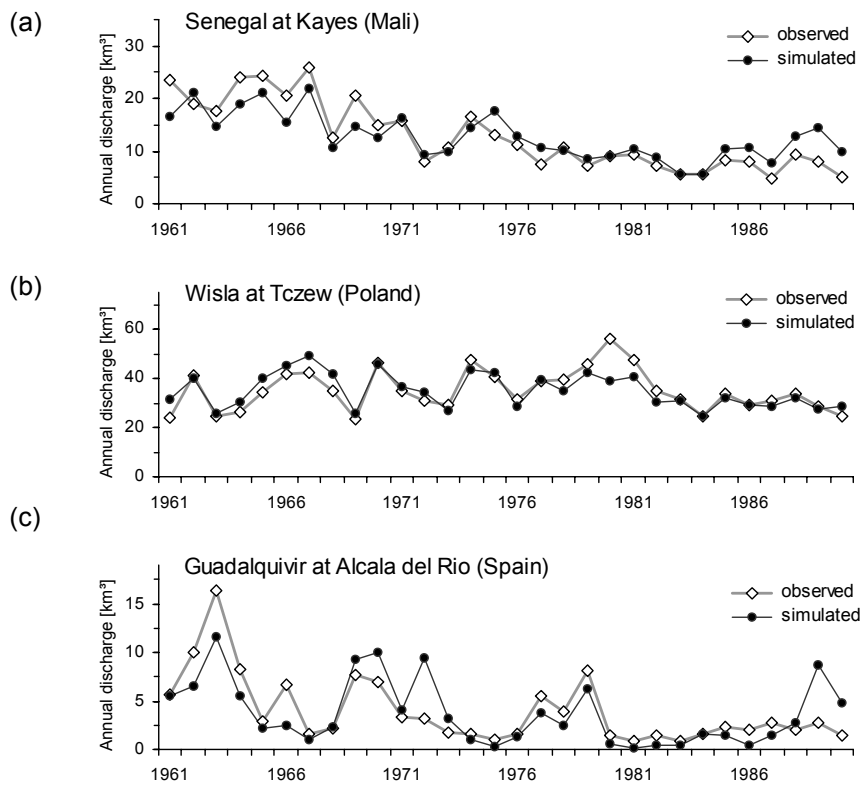 (a)
Senegal at Kayes (Mali)
observed
simulated
Annual discharge [km³]
30
20
10
0
1961 1966 1971 1976 1981 1986
(b)
Wisla at Tczew (Poland)
observed
simulated
Annual discharge [km³]
60
40
20
0
1961 1966 1971 1976 1981 1986
(c)
Guadalquivir at Alcala del Rio (Spain)
observed
simulated
Annual discharge [km³]
15
10
5
0
1961 1966 1971 1976 1981 1986